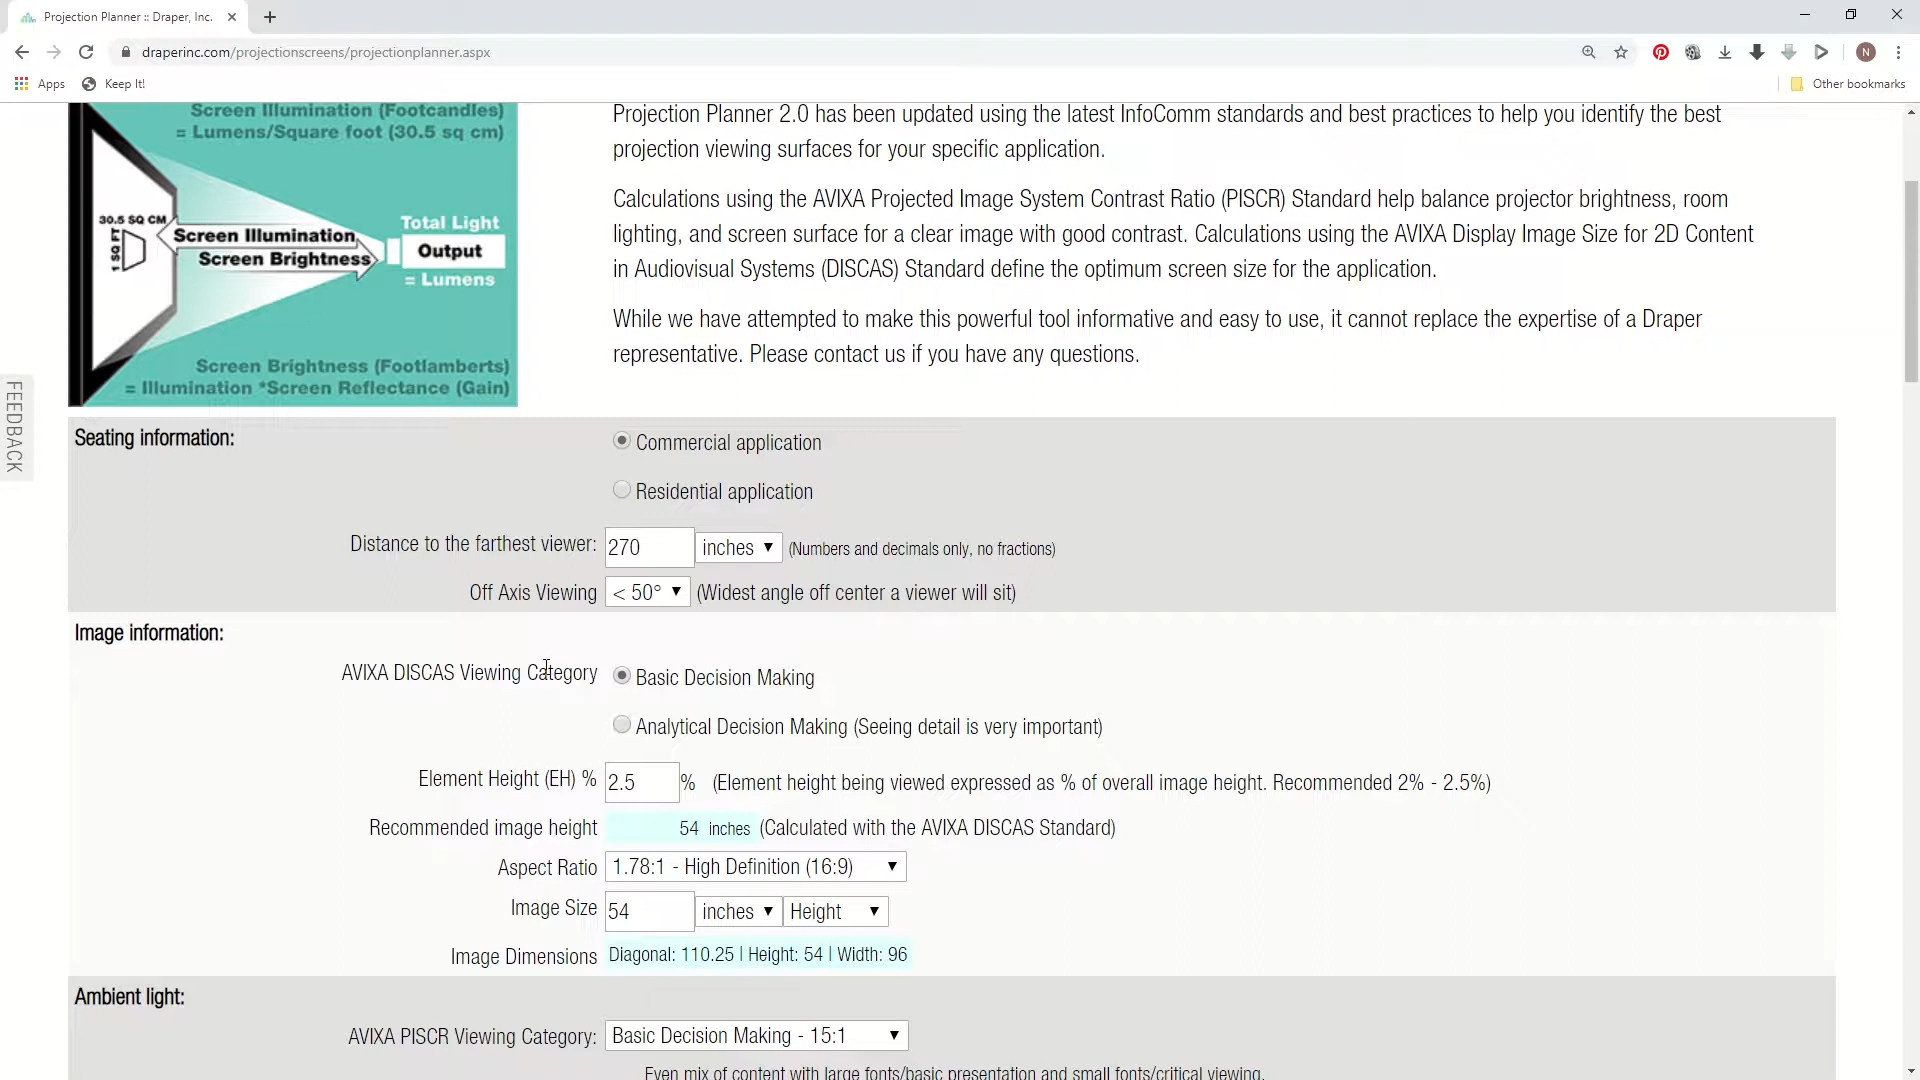 Projection Planner :: Draper, Inc.
draperinc.com/projectionscreens/projectionplanner.aspx
N
Apps
Keep It!
Other bookmarks
Screen Illumination (Footcandles)
= Lumens/Square foot (30.5 sq cm)
30.5 SQ CM
1 SQ FT
Screen Illumination
Screen Brightness
Total Light
Output
= Lumens
Screen Brightness (Footlamberts)
= Illumination *Screen Reflectance (Gain)
Projection Planner 2.0 has been updated using the latest InfoComm standards and best practices to help you identify the best
projection viewing surfaces for your specific application.
Calculations using the AVIXA Projected Image System Contrast Ratio (PISCR) Standard help balance projector brightness, room
lighting, and screen surface for a clear image with good contrast. Calculations using the AVIXA Display Image Size for 2D Content
in Audiovisual Systems (DISCAS) Standard define the optimum screen size for the application.
While we have attempted to make this powerful tool informative and easy to use, it cannot replace the expertise of a Draper
representative. Please contact us if you have any questions.
FEEDBACK
Seating information:
Commercial application
Residential application
Distance to the farthest viewer: 270 inches (Numbers and decimals only, no fractions)
Off Axis Viewing < 50° (Widest angle off center a viewer will sit)
Image information:
AVIXA DISCAS Viewing Category Basic Decision Making
Analytical Decision Making (Seeing detail is very important)
Element Height (EH) % 2.5 % (Element height being viewed expressed as % of overall image height. Recommended 2% - 2.5%)
Recommended image height 54 inches (Calculated with the AVIXA DISCAS Standard)
Aspect Ratio 1.78:1 - High Definition (16:9)
Image Size 54 inches Height
Image Dimensions Diagonal: 110.25 | Height: 54 | Width: 96
Ambient light:
AVIXA PISCR Viewing Category: Basic Decision Making - 15:1
Even mix of content with large fonts/basic presentation and small fonts/critical viewing.